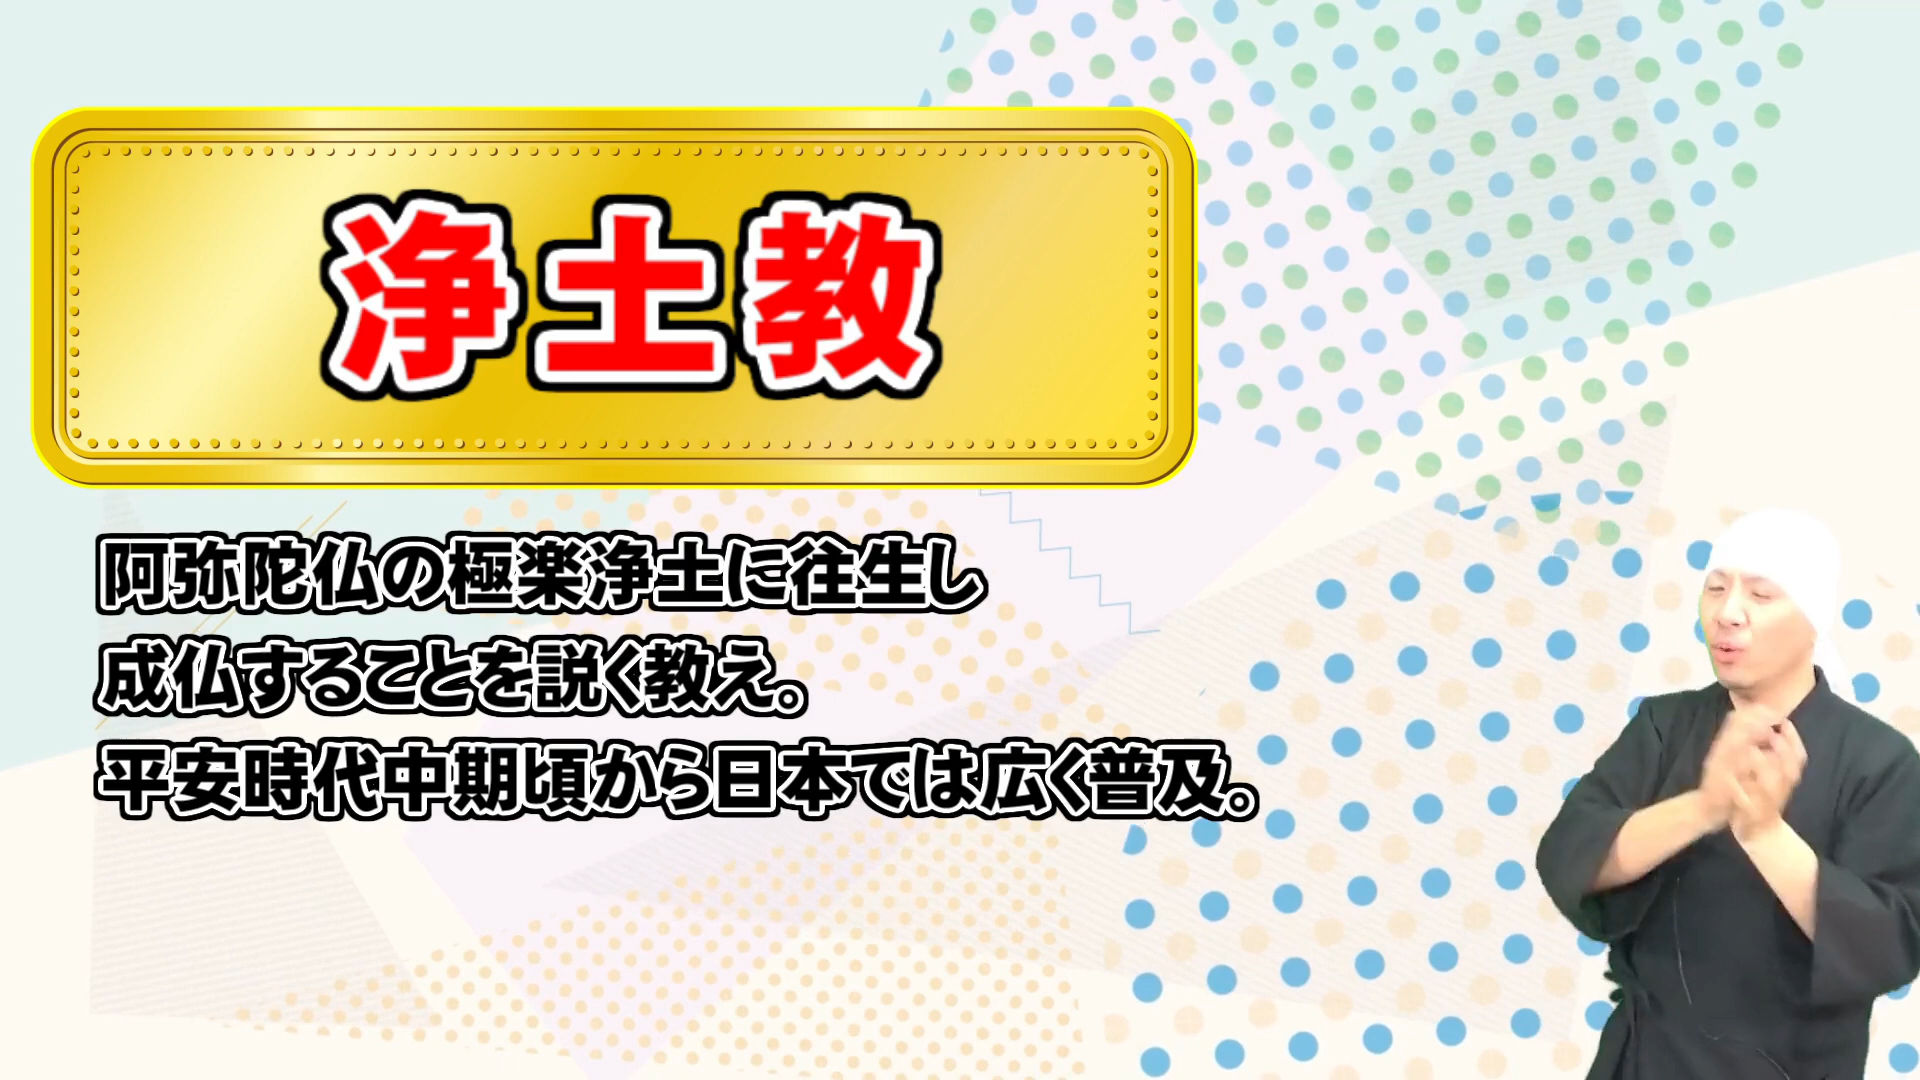 浄土教
阿弥陀仏の極楽浄土に往生し
成仏することを説く教え。
平安時代中期頃から日本では広く普及。